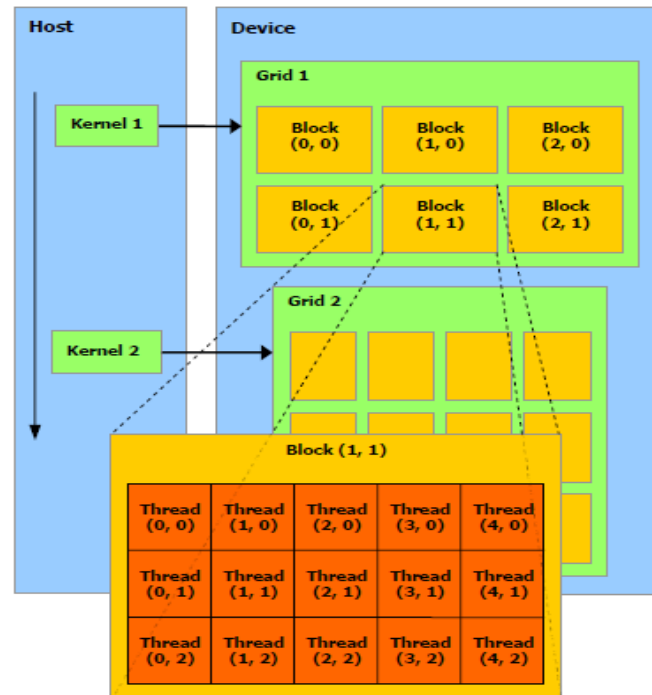 Host
Device
Grid 1
Kernel 1
Block
(0, 0)
Block
(1, 0)
Block
(2, 0)
Block
(0, 1)
Block
(1, 1)
Block
(2, 1)
Grid 2
Kernel 2
Block (1, 1)
Thread
(0, 0)
Thread
(1, 0)
Thread
(2, 0)
Thread
(3, 0)
Thread
(4, 0)
Thread
(0, 1)
Thread
(1, 1)
Thread
(2, 1)
Thread
(3, 1)
Thread
(4, 1)
Thread
(0, 2)
Thread
(1, 2)
Thread
(2, 2)
Thread
(3, 2)
Thread
(4, 2)